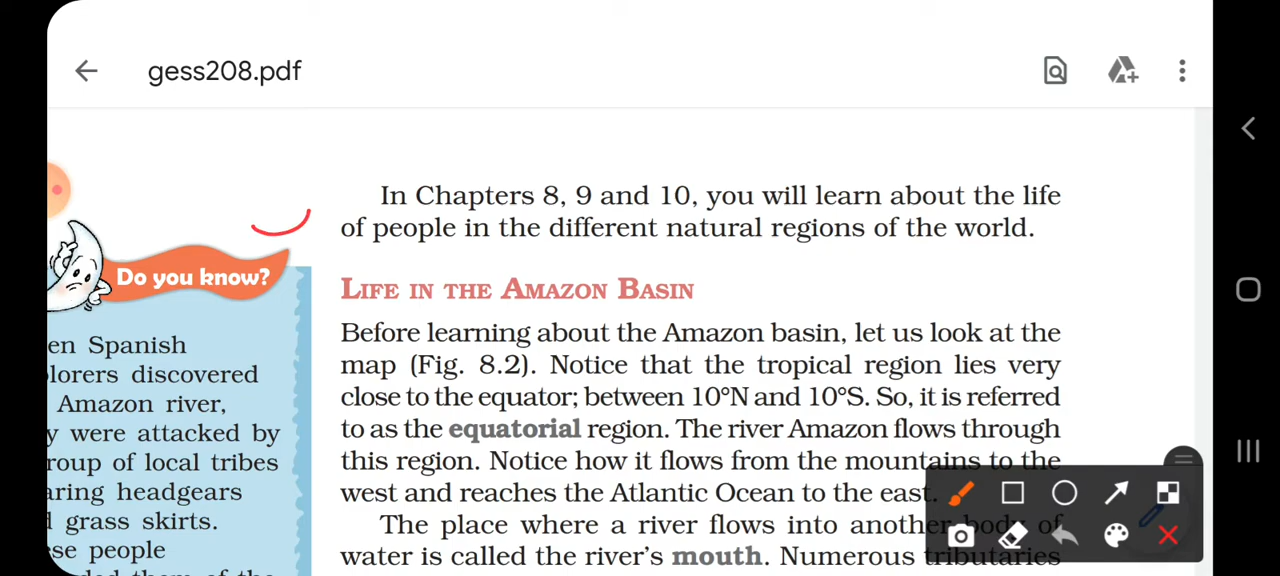 gess208.pdf
In Chapters 8, 9 and 10, you will learn about the life
of people in the different natural regions of the world.
Do you know?
en Spanish
lorers discovered
Amazon river,
y were attacked by
roup of local tribes
aring headgears
d grass skirts.
se people
LIFE IN THE AMAZON BASIN
Before learning about the Amazon basin, let us look at the
map (Fig. 8.2). Notice that the tropical region lies very
close to the equator; between 10°N and 10°S. So, it is referred
to as the equatorial region. The river Amazon flows through
this region. Notice how it flows from the mountains to the
west and reaches the Atlantic Ocean to the east.
The place where a river flows into another body of
water is called the river's mouth. Numerous tributaries